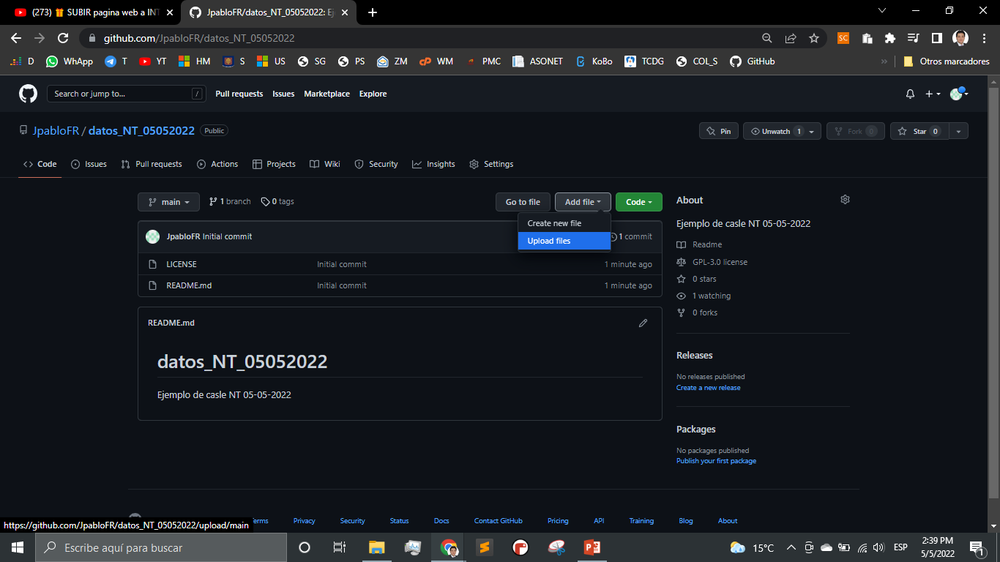 (273) 🎁 SUBIR pagina web a INT
JpabloFR/datos_NT_05052022: Ej
github.com/JpabloFR/datos_NT_05052022
SC
D WhApp T YT HM S US SG PS ZM WM PMC ASONET KoBo TCDG COL_S GitHub » Otros marcadores
Search or jump to... / Pull requests Issues Marketplace Explore
JpabloFR / datos_NT_05052022 Public
Pin Unwatch 1 Fork 0 Star 0
Code Issues Pull requests Actions Projects Wiki Security Insights Settings
main 1 branch 0 tags Go to file Add file Code
Create new file
Upload files
JpabloFR Initial commit 1 commit
LICENSE Initial commit 1 minute ago
README.md Initial commit 1 minute ago
README.md
datos_NT_05052022
Ejemplo de casle NT 05-05-2022
About
Ejemplo de casle NT 05-05-2022
Readme
GPL-3.0 license
0 stars
1 watching
0 forks
Releases
No releases published
Create a new release
Packages
No packages published
Publish your first package
Terms Privacy Security Status Docs Contact GitHub Pricing API Training Blog About
https://github.com/JpabloFR/datos_NT_05052022/upload/main
Escribe aquí para buscar
15°C ESP
2:39 PM
5/5/2022
1